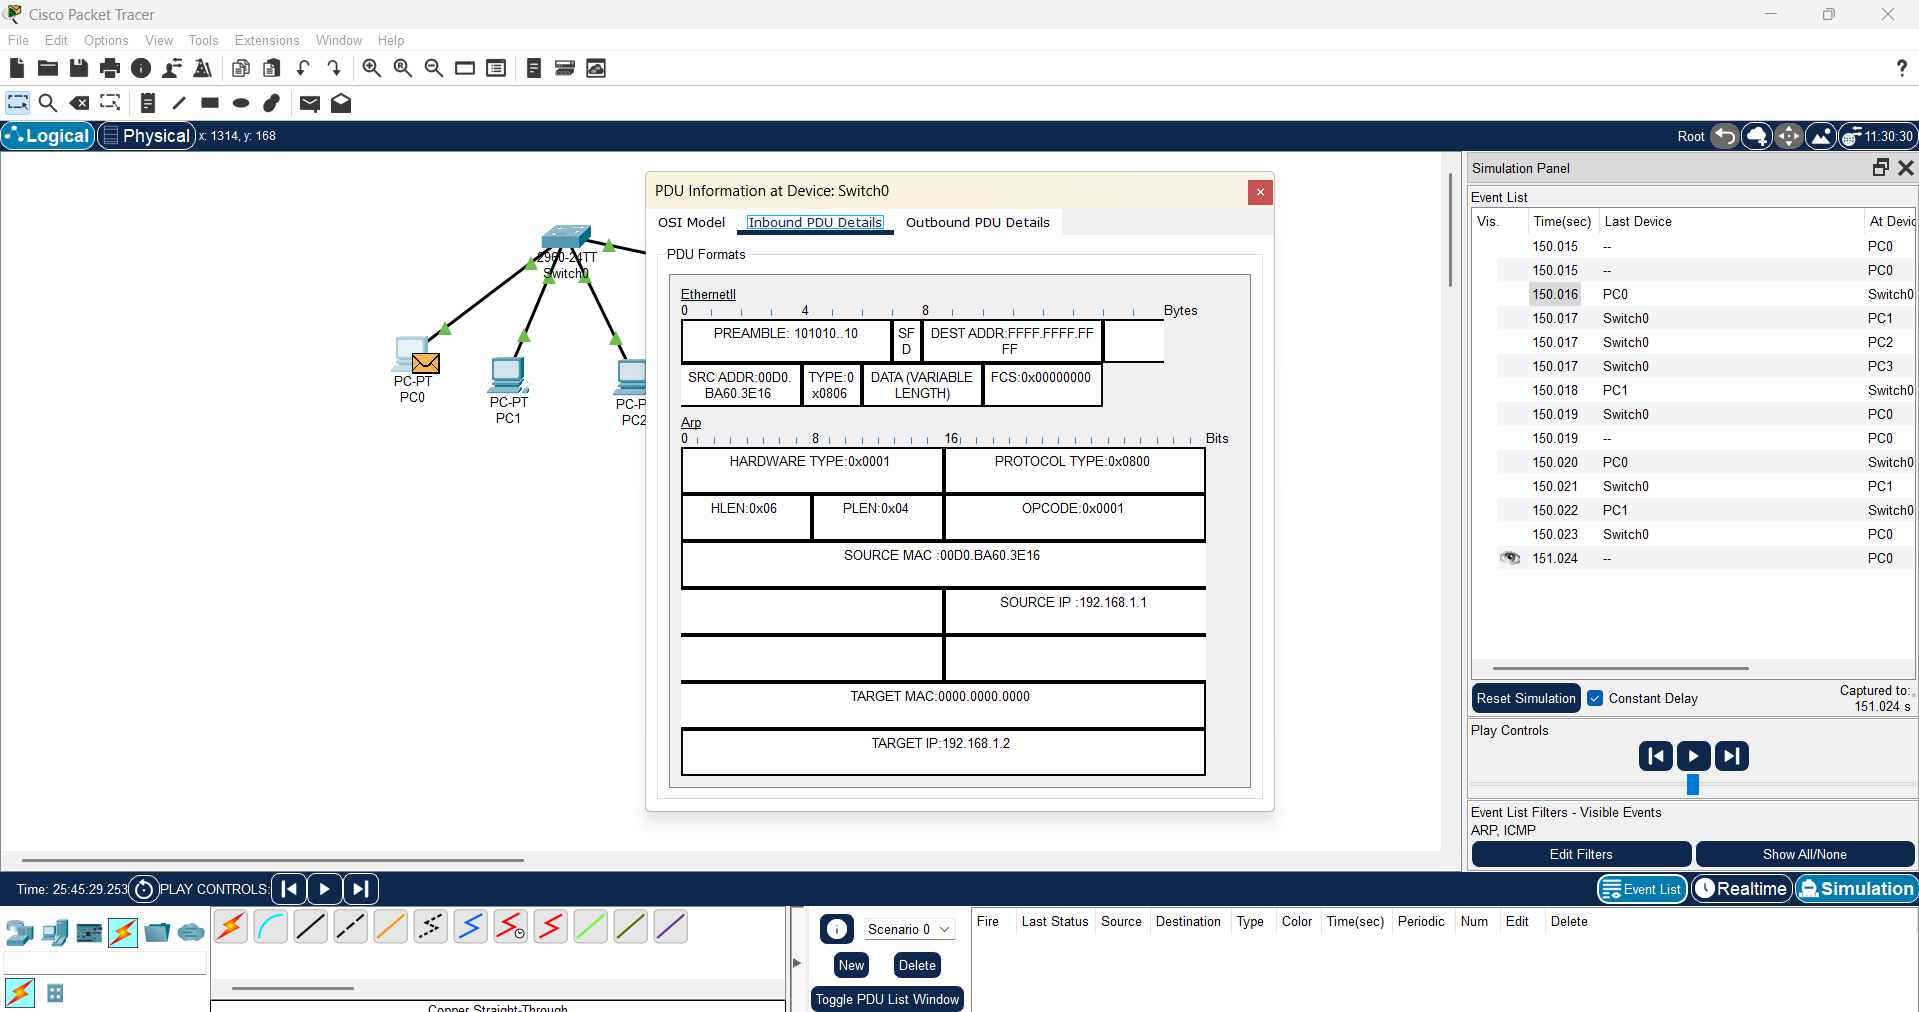 Cisco Packet Tracer
File Edit Options View Tools Extensions Window Help
Logical Physical x: 1314, y: 168 Root 11:30:30
PDU Information at Device: Switch0
OSI Model Inbound PDU Details Outbound PDU Details
PDU Formats
EthernetII
0 4 8 Bytes
PREAMBLE: 101010..10 SF DEST ADDR:FFFF.FFFF.FF
D FF
SRC ADDR:00D0. TYPE:0 DATA (VARIABLE FCS:0x00000000
BA60.3E16 x0806 LENGTH)
Arp
0 8 16 Bits
HARDWARE TYPE:0x0001 PROTOCOL TYPE:0x0800
HLEN:0x06 PLEN:0x04 OPCODE:0x0001
SOURCE MAC :00D0.BA60.3E16
SOURCE IP :192.168.1.1
TARGET MAC:0000.0000.0000
TARGET IP:192.168.1.2
2960-24TT
Switch0
PC-PT
PC0
PC-PT
PC1
PC-P
PC2
Simulation Panel
Event List
Vis. Time(sec) Last Device At Devic
150.015 -- PC0
150.015 -- PC0
150.016 PC0 Switch0
150.017 Switch0 PC1
150.017 Switch0 PC2
150.017 Switch0 PC3
150.018 PC1 Switch0
150.019 Switch0 PC0
150.019 -- PC0
150.020 PC0 Switch0
150.021 Switch0 PC1
150.022 PC1 Switch0
150.023 Switch0 PC0
151.024 -- PC0
Reset Simulation Constant Delay
Captured to:
151.024 s
Play Controls
Event List Filters - Visible Events
ARP, ICMP
Edit Filters Show All/None
Time: 25:45:29.253 PLAY CONTROLS: Event List Realtime Simulation
Scenario 0
New Delete
Toggle PDU List Window
Fire Last Status Source Destination Type Color Time(sec) Periodic Num Edit Delete
Copper Straight-Through